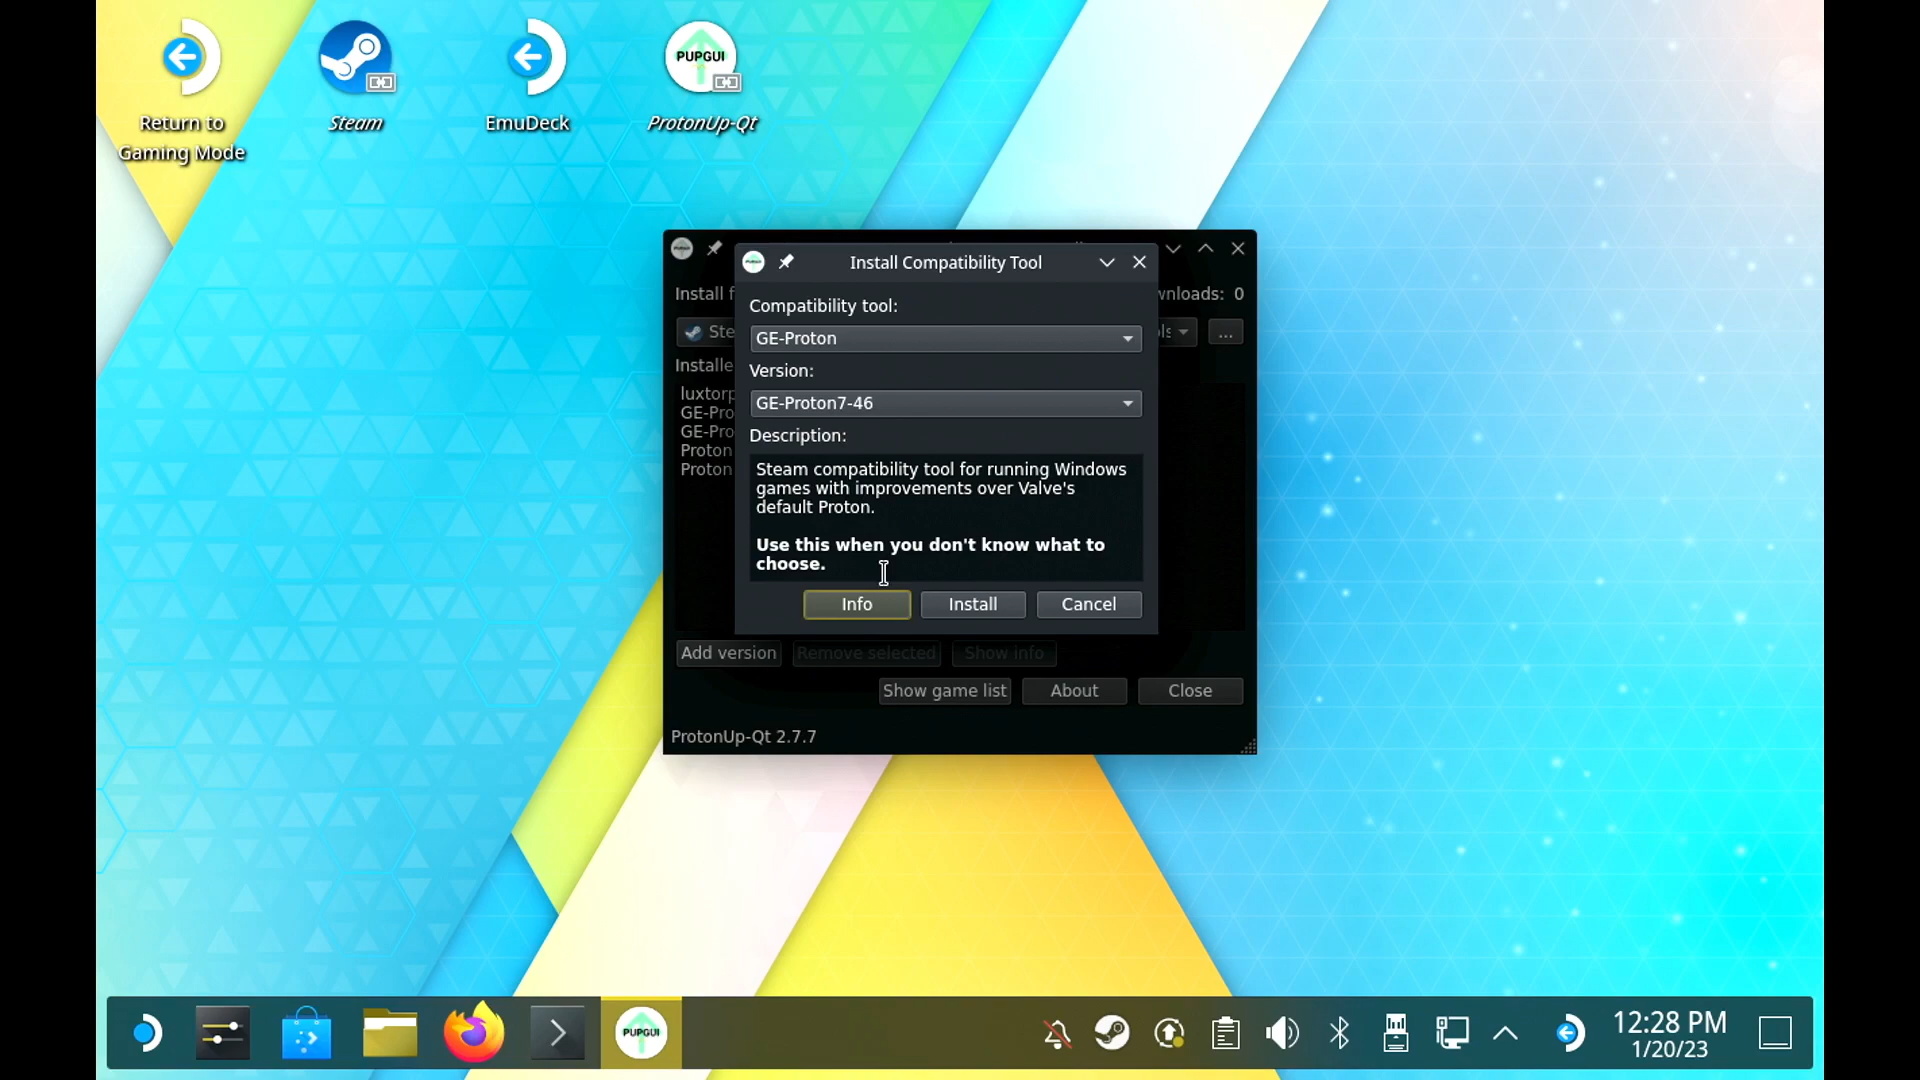 Return to
Gaming Mode
Steam
EmuDeck
PUPGUI
ProtonUp-Qt
Install Compatibility Tool
Install f
wnloads: 0
Compatibility tool:
Ste
GE-Proton
...
Installe
Version:
luxtorp
GE-Pro
GE-Proton7-46
GE-Pro
Description:
Proton
Proton
Steam compatibility tool for running Windows
games with improvements over Valve's
default Proton.
Use this when you don't know what to
choose.
Info
Install
Cancel
Add version
Remove selected
Show info
Show game list
About
Close
ProtonUp-Qt 2.7.7
PUPGUI
12:28 PM
1/20/23